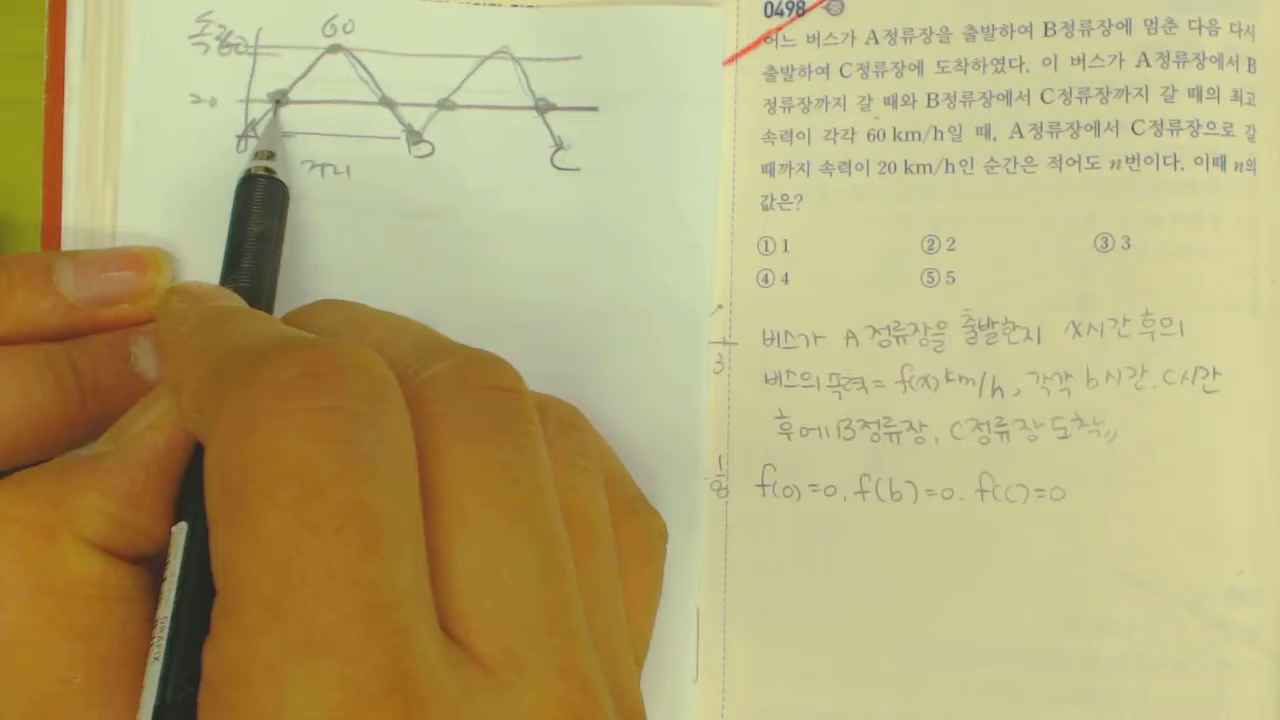 속력
60
60
20
A
B
C
거리
0498 중
어느 버스가 A정류장을 출발하여 B정류장에 멈춘 다음 다시
출발하여 C정류장에 도착하였다. 이 버스가 A정류장에서 B
정류장까지 갈 때와 B정류장에서 C정류장까지 갈 때의 최고
속력이 각각 60 km/h일 때, A정류장에서 C정류장으로 갈
때까지 속력이 20 km/h인 순간은 적어도 n번이다. 이때 n의
값은?
① 1 ② 2 ③ 3
④ 4 ⑤ 5
버스가 A정류장을 출발한지 x시간 후의
버스의 속력= f(x)km/h, 각각 b시간, c시간
후에 B정류장, C정류장 도착,,
f(0)=0, f(b)=0, f(c)=0
3
1
8
GRAFIX